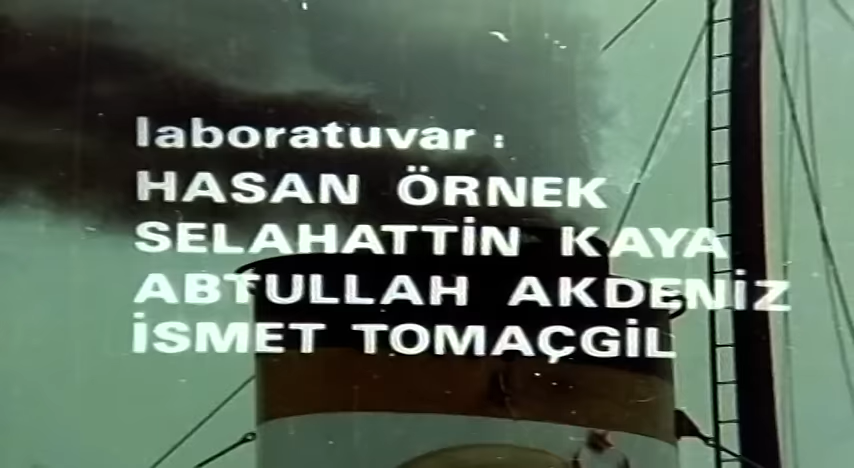 laboratuvar :
HASAN ÖRNEK
SELAHATTİN KAYA
ABTULLAH AKDENİZ
İSMET TOMAÇGİL